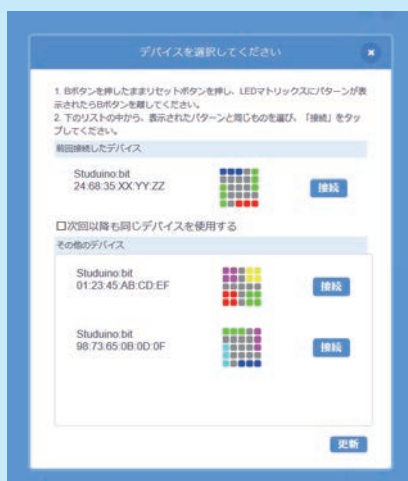 デバイスを選択してください
1. Bボタンを押したままリセットボタンを押し、LEDマトリックスにパターンが表
示されたらBボタンを離してください。
2. 下のリストの中から、表示されたパターンと同じものを選び、「接続」をタッ
プしてください。
前回接続したデバイス
Studuino:bit
24:68:35:XX:YY:ZZ
接続
口次回以降も同じデバイスを使用する
その他のデバイス
Studuino:bit
01:23:45:AB:CD:EF
接続
Studuino:bit
98:73:65:0B:0D:0F
接続
更新